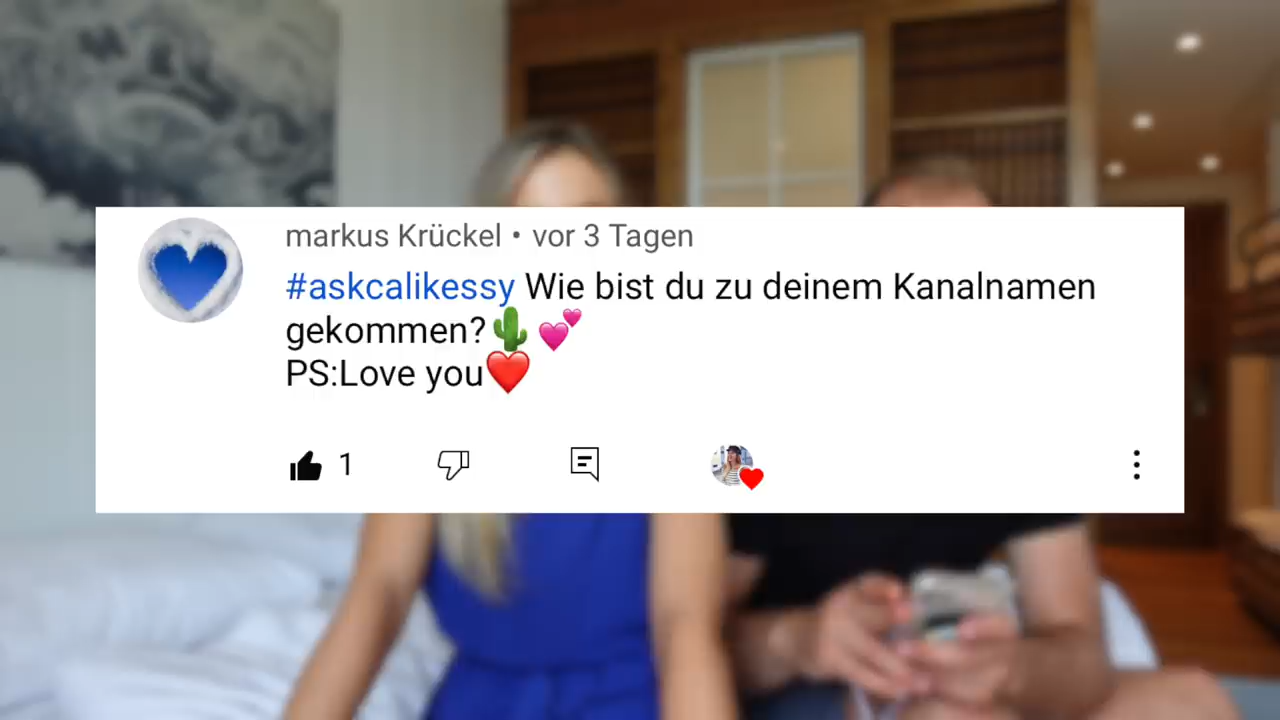 markus Krückel • vor 3 Tagen
#askcalikessy Wie bist du zu deinem Kanalnamen
gekommen?🌵💕
PS:Love you❤️
1